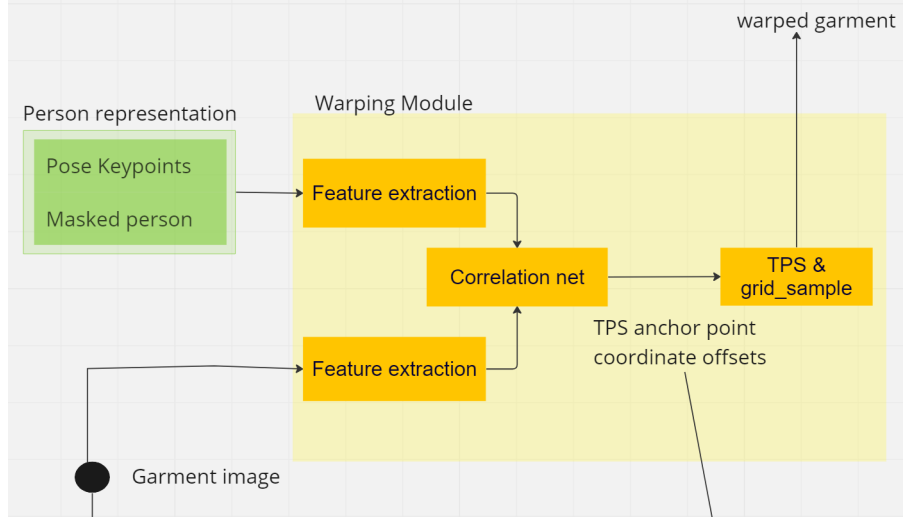 warped garment
Person representation
Warping Module
Pose Keypoints
Masked person
Feature extraction
Correlation net
TPS &
grid_sample
TPS anchor point
coordinate offsets
Feature extraction
Garment image